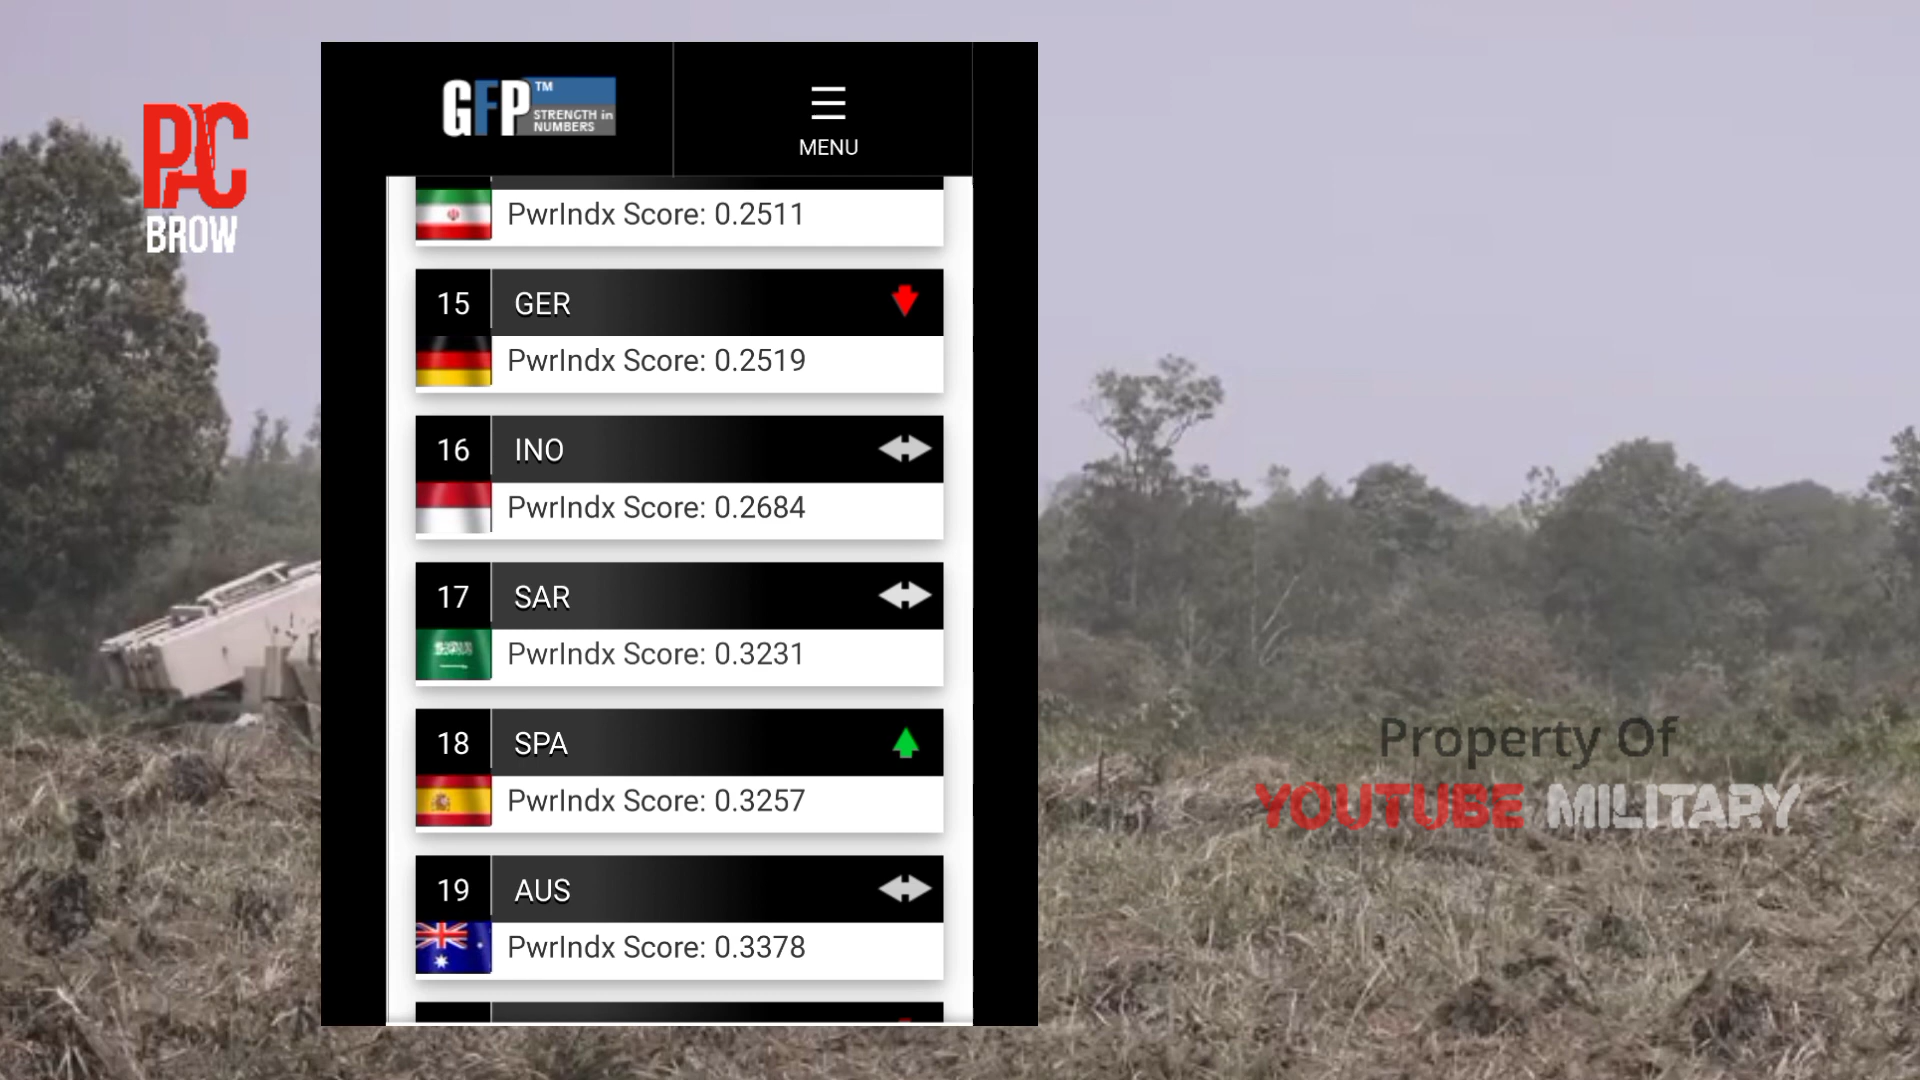 PAC
BROW
GFP™
STRENGTH in
NUMBERS
MENU
PwrIndx Score: 0.2511
15 GER
PwrIndx Score: 0.2519
16 INO
PwrIndx Score: 0.2684
17 SAR
PwrIndx Score: 0.3231
18 SPA
PwrIndx Score: 0.3257
19 AUS
PwrIndx Score: 0.3378
Property Of
YOUTUBE MILITARY